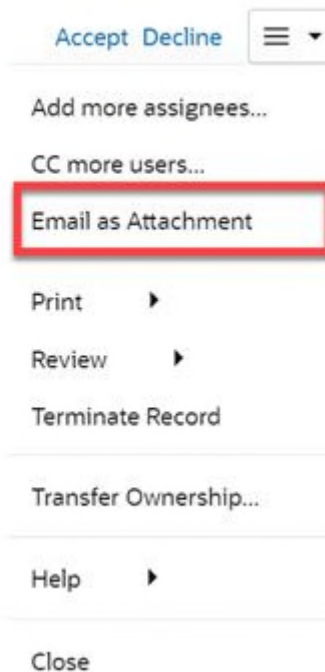 Accept Decline
Add more assignees...
CC more users...
Email as Attachment
Print
Review
Terminate Record
Transfer Ownership...
Help
Close